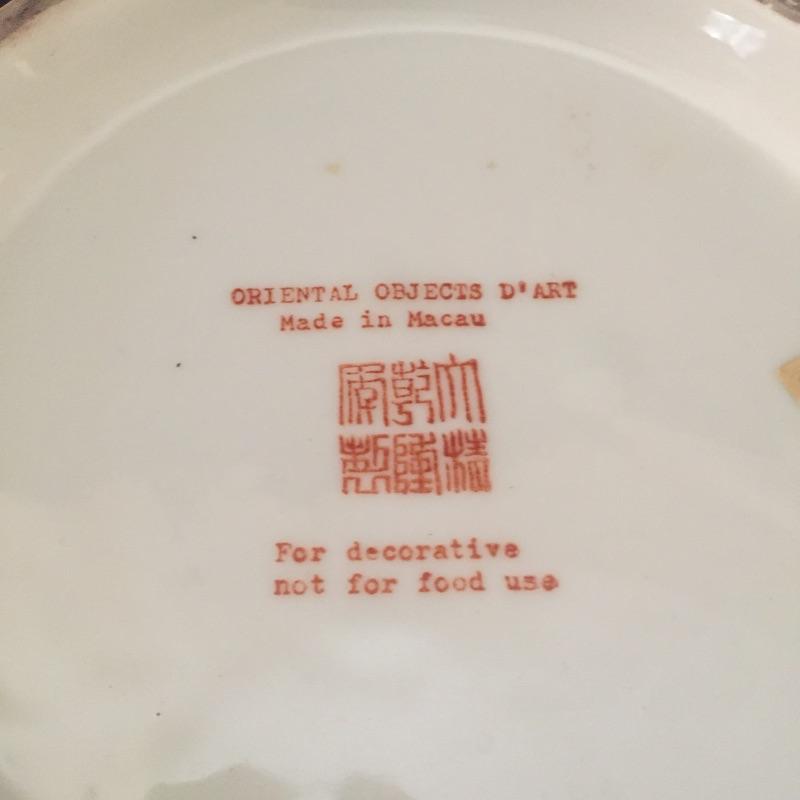 ORIENTAL OBJECTS D'ART
Made in Macau
大清
乾隆
年製
For decorative
not for food use